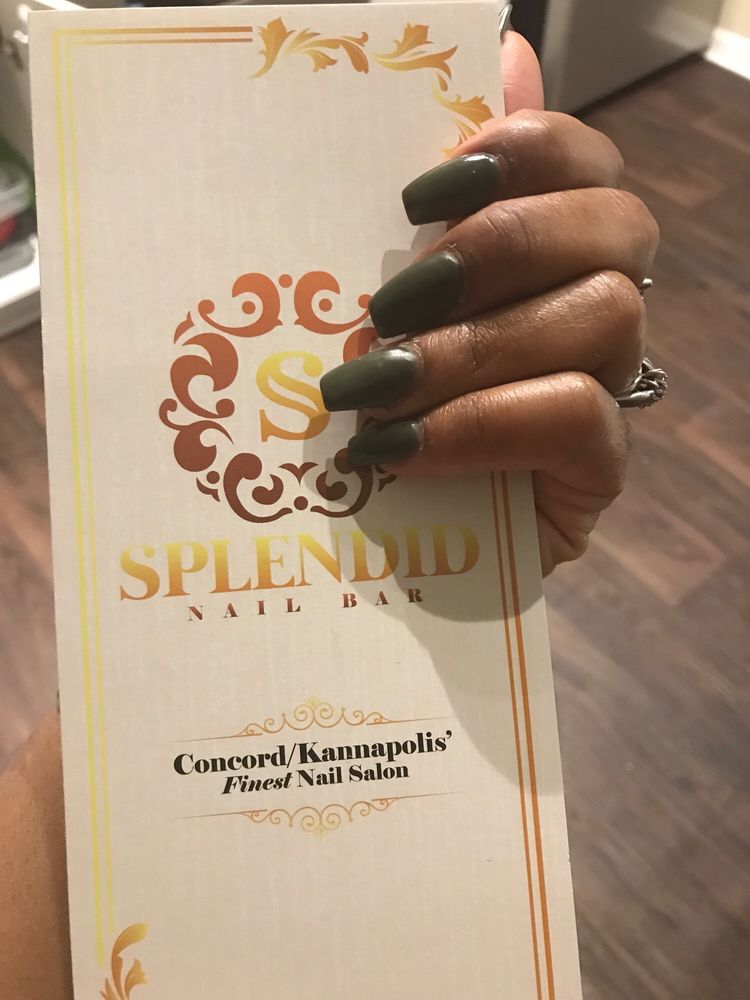 S
SPLENDID
NAIL BAR
Concord/Kannapolis'
Finest Nail Salon